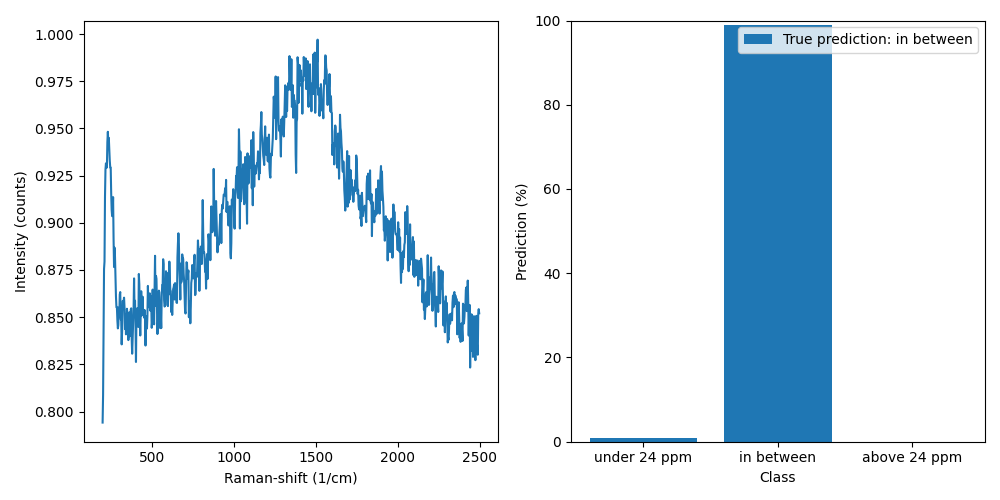 1.000
0.975
0.950
0.925
0.900
0.875
0.850
0.825
0.800
Intensity (counts)
500
1000
1500
2000
2500
Raman-shift (1/cm)
100
80
60
40
20
0
Prediction (%)
True prediction: in between
under 24 ppm
in between
above 24 ppm
Class